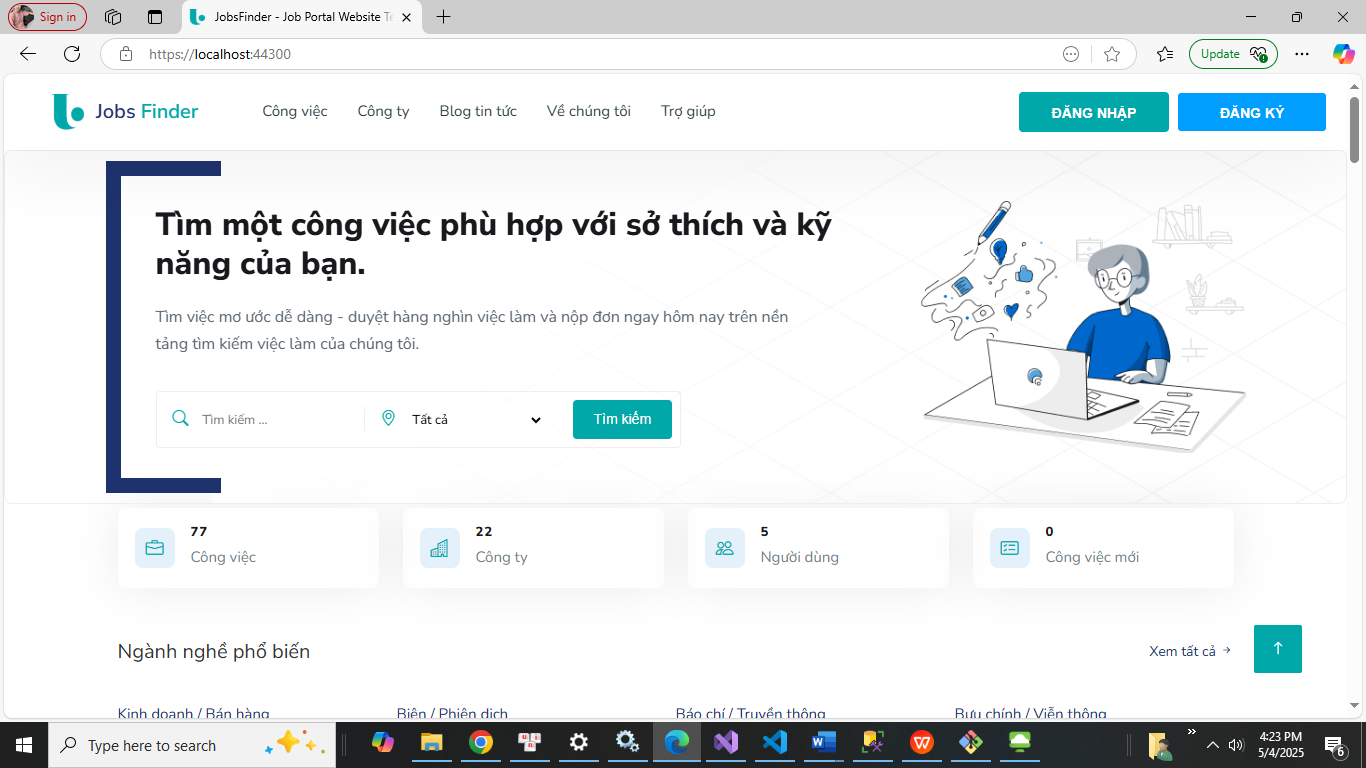 Sign in
JobsFinder - Job Portal Website Te
https://localhost:44300
Update
Jobs Finder
Công việc
Công ty
Blog tin tức
Về chúng tôi
Trợ giúp
ĐĂNG NHẬP
ĐĂNG KÝ
Tìm một công việc phù hợp với sở thích và kỹ
năng của bạn.
Tìm việc mơ ước dễ dàng - duyệt hàng nghìn việc làm và nộp đơn ngay hôm nay trên nền
tảng tìm kiếm việc làm của chúng tôi.
Tìm kiếm ...
Tất cả
Tìm kiếm
77
Công việc
22
Công ty
5
Người dùng
0
Công việc mới
Ngành nghề phổ biến
Xem tất cả
Kinh doanh / Bán hàng
Biên / Phiên dịch
Báo chí / Truyền thông
Bưu chính / Viễn thông
Type here to search
4:23 PM
5/4/2025
6